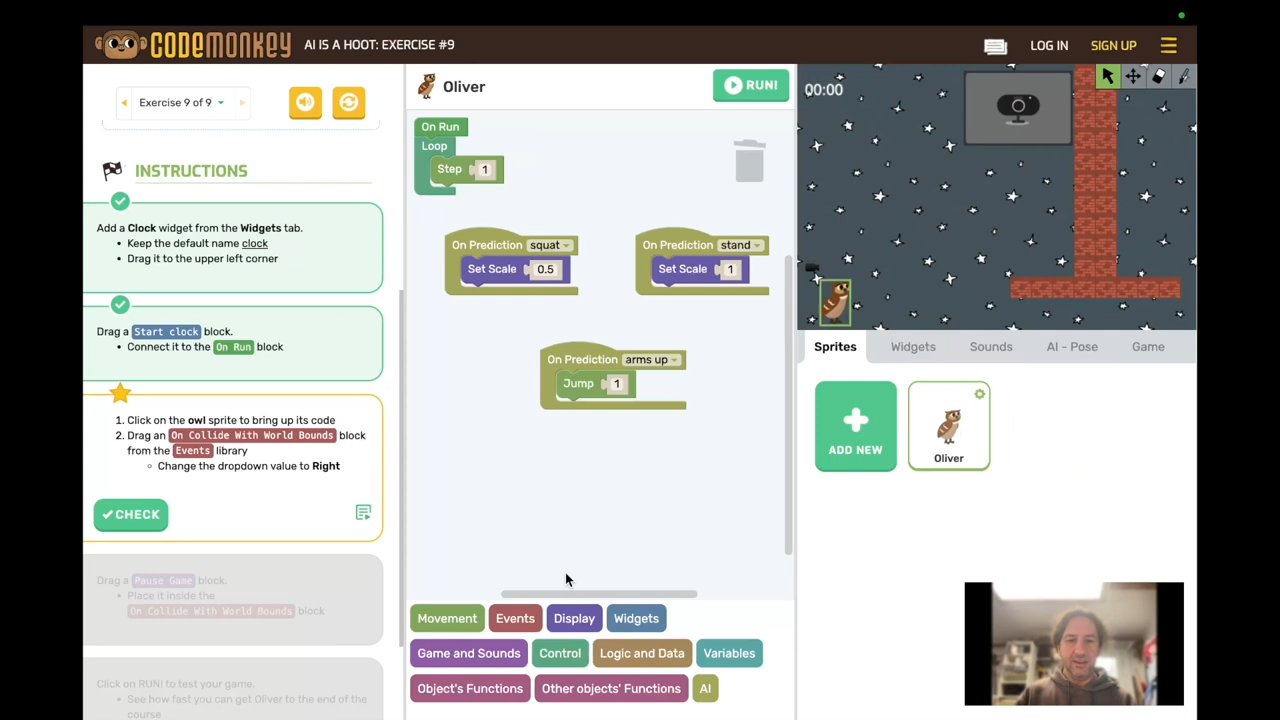 CODEMONKEY
AI IS A HOOT: EXERCISE #9
LOG IN
SIGN UP
Exercise 9 of 9
INSTRUCTIONS
Add a Clock widget from the Widgets tab.
Keep the default name clock
Drag it to the upper left corner
Drag a Start clock block.
Connect it to the On Run block
1. Click on the owl sprite to bring up its code
2. Drag an On Collide With World Bounds block
from the Events library
Change the dropdown value to Right
CHECK
Drag a Pause Game block.
Place it inside the
On Collide With World Bounds block
Click on RUN! to test your game.
See how fast you can get Oliver to the end of the
course
Oliver
RUN!
On Run
Loop
Step 1
On Prediction squat
Set Scale 0.5
On Prediction stand
Set Scale 1
On Prediction arms up
Jump 1
Movement
Events
Display
Widgets
Game and Sounds
Control
Logic and Data
Variables
Object's Functions
Other objects' Functions
AI
00:00
Sprites
Widgets
Sounds
AI - Pose
Game
ADD NEW
Oliver